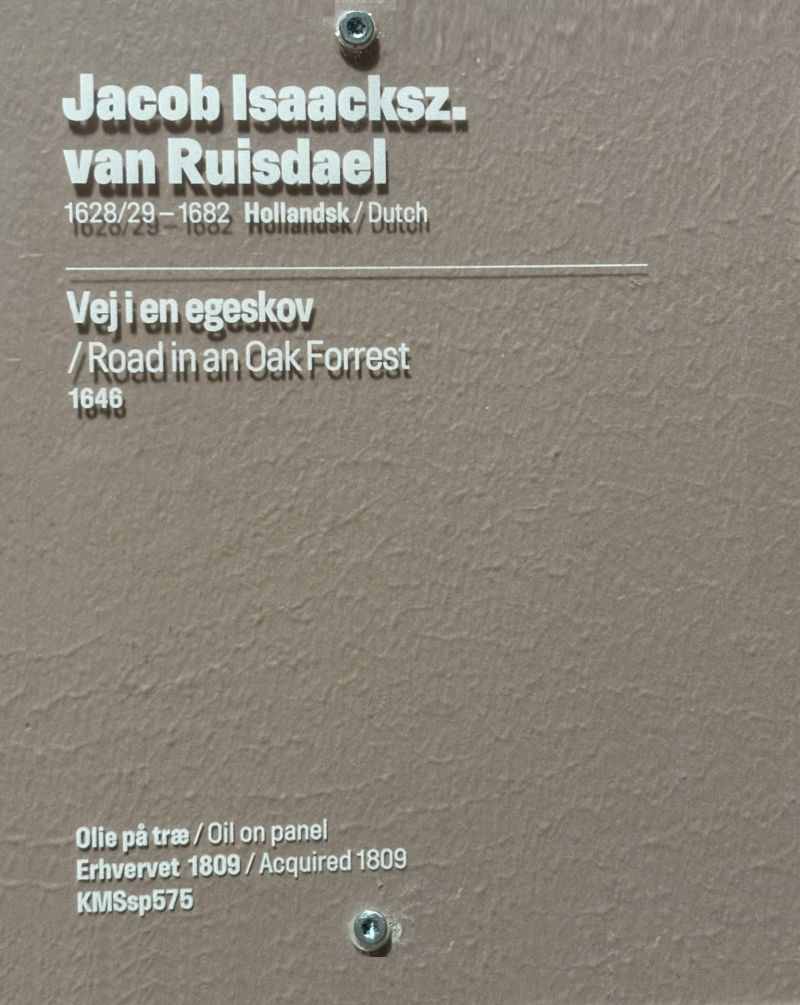 Jacob Isaacksz.
van Ruisdael
1628/29 – 1682 Hollandsk / Dutch
Vej i en egeskov
/ Road in an Oak Forrest
1646
Olie på træ / Oil on panel
Erhvervet 1809 / Acquired 1809
KMSsp575